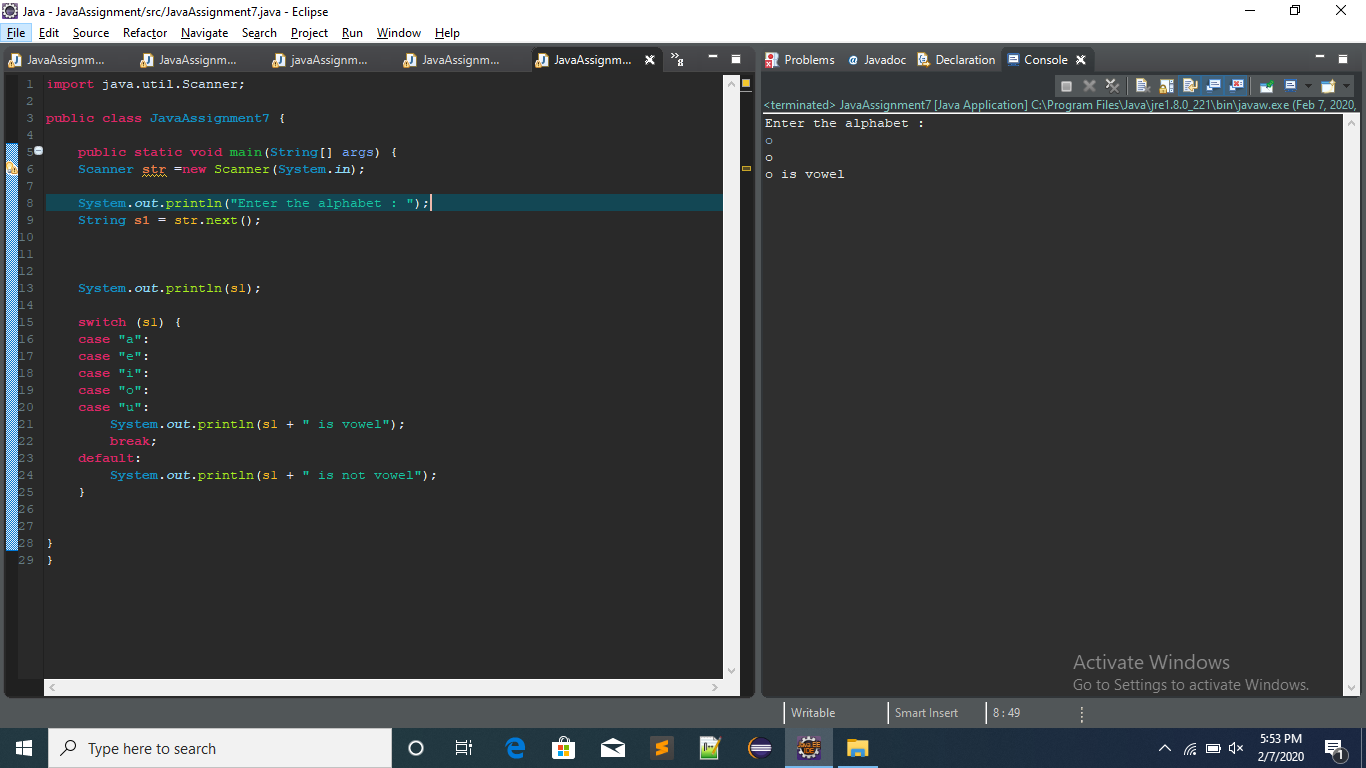 Java - JavaAssignment/src/JavaAssignment7.java - Eclipse
File Edit Source Refactor Navigate Search Project Run Window Help
JavaAssignm... JavaAssignm... javaAssignm... JavaAssignm... JavaAssignm... 8
1 import java.util.Scanner;
2
3 public class JavaAssignment7 {
4
5 public static void main(String[] args) {
6 Scanner str =new Scanner(System.in);
7
8 System.out.println("Enter the alphabet : ");
9 String s1 = str.next();
10
11
12
13 System.out.println(s1);
14
15 switch (s1) {
16 case "a":
17 case "e":
18 case "i":
19 case "o":
20 case "u":
21 System.out.println(s1 + " is vowel");
22 break;
23 default:
24 System.out.println(s1 + " is not vowel");
25 }
26
27
28 }
29 }
Problems Javadoc Declaration Console
<terminated> JavaAssignment7 [Java Application] C:\Program Files\Java\jre1.8.0_221\bin\javaw.exe (Feb 7, 2020,
Enter the alphabet :
o
o
o is vowel
Activate Windows
Go to Settings to activate Windows.
Writable Smart Insert 8 : 49
Type here to search
Java EE
IDE
5:53 PM
2/7/2020
1